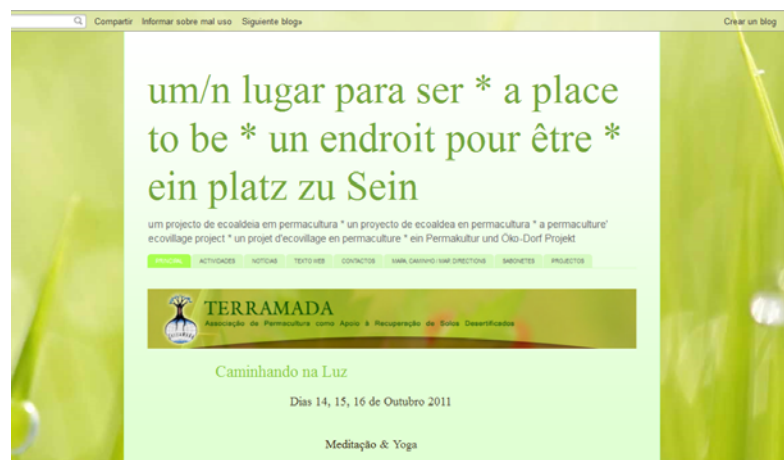 Compartir Informar sobre mal uso Siguiente blog» Crear un blog
um/n lugar para ser * a place
to be * un endroit pour être *
ein platz zu Sein
um projecto de ecoaldeia em permacultura * un proyecto de ecoaldea en permacultura * a permaculture'
ecovillage project * un projet d'ecovillage en permaculture * ein Permakultur und Öko-Dorf Projekt
PRINCIPAL ACTIVIDADES NOTÍCIAS TEXTO WEB CONTACTOS MAPA, CAMINHO / MAP, DIRECTIONS SABONETES PROJECTOS
TERRAMADA
Associação de Permacultura como Apoio à Recuperação de Solos Desertificados
Caminhando na Luz
Dias 14, 15, 16 de Outubro 2011
Meditação & Yoga